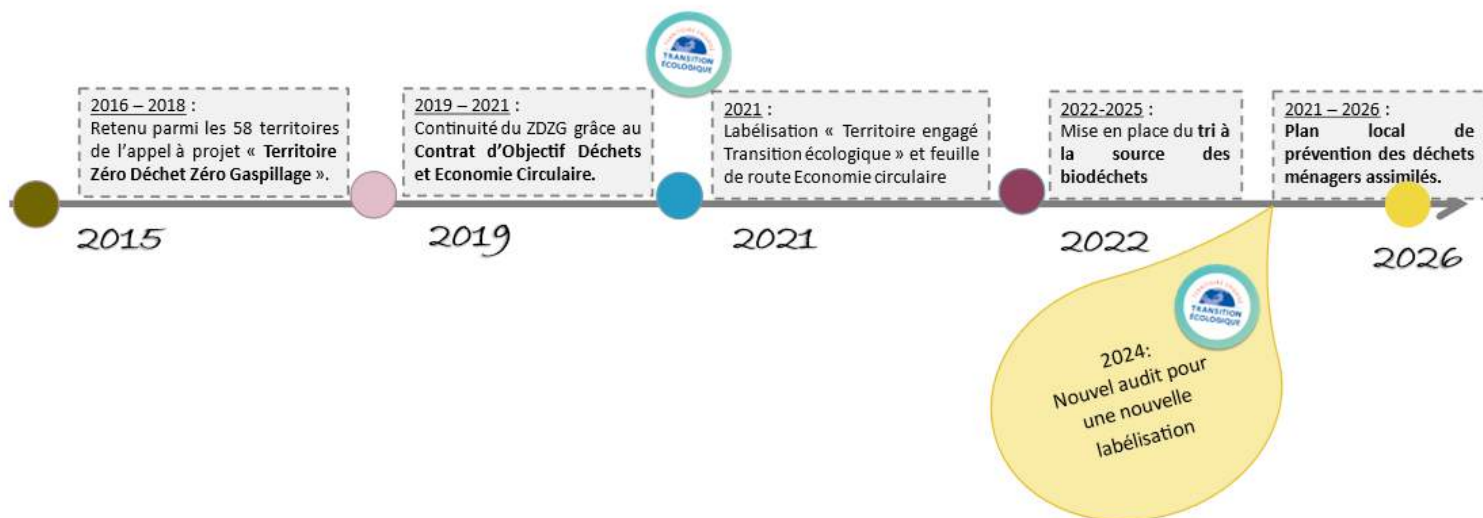 TERRITOIRE ENGAGÉ
TRANSITION
ÉCOLOGIQUE
2016 – 2018 :
Retenu parmi les 58 territoires
de l'appel à projet « Territoire
Zéro Déchet Zéro Gaspillage ».
2019 – 2021 :
Continuité du ZDZG grâce au
Contrat d'Objectif Déchets
et Economie Circulaire.
2021 :
Labélisation « Territoire engagé
Transition écologique » et feuille
de route Economie circulaire
2022-2025 :
Mise en place du tri à
la source des
biodéchets
2021 – 2026 :
Plan local de
prévention des déchets
ménagers assimilés.
2015
2019
2021
2022
2026
TERRITOIRE ENGAGÉ
TRANSITION
ÉCOLOGIQUE
2024:
Nouvel audit pour
une nouvelle
labélisation